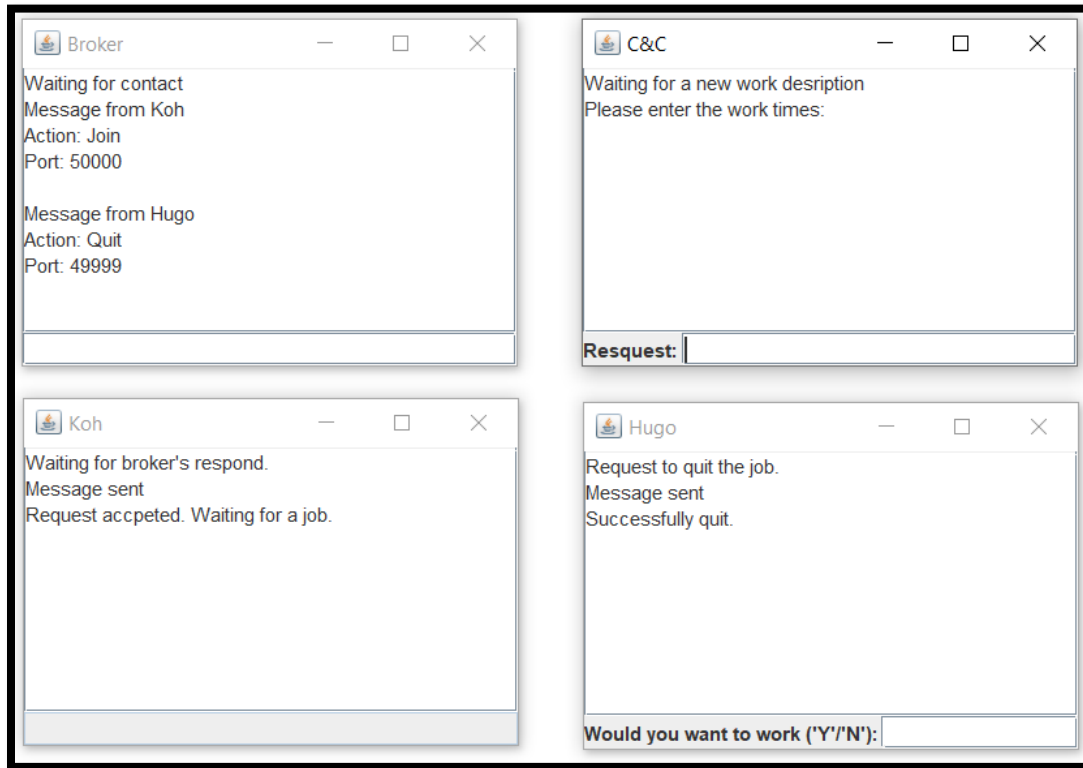 Broker
Waiting for contact
Message from Koh
Action: Join
Port: 50000
Message from Hugo
Action: Quit
Port: 49999
C&C
Waiting for a new work desription
Please enter the work times:
Resquest:
Koh
Waiting for broker's respond.
Message sent
Request accpeted. Waiting for a job.
Hugo
Request to quit the job.
Message sent
Successfully quit.
Would you want to work ('Y'/'N'):